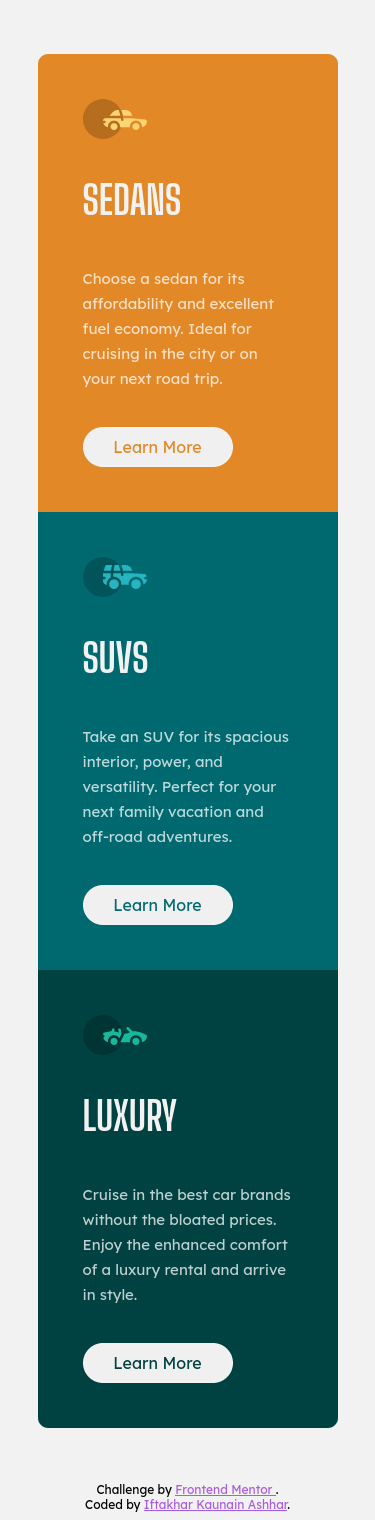 SEDANS
Choose a sedan for its
affordability and excellent
fuel economy. Ideal for
cruising in the city or on
your next road trip.
Learn More
SUVS
Take an SUV for its spacious
interior, power, and
versatility. Perfect for your
next family vacation and
off-road adventures.
Learn More
LUXURY
Cruise in the best car brands
without the bloated prices.
Enjoy the enhanced comfort
of a luxury rental and arrive
in style.
Learn More
Challenge by Frontend Mentor .
Coded by Iftakhar Kaunain Ashhar.